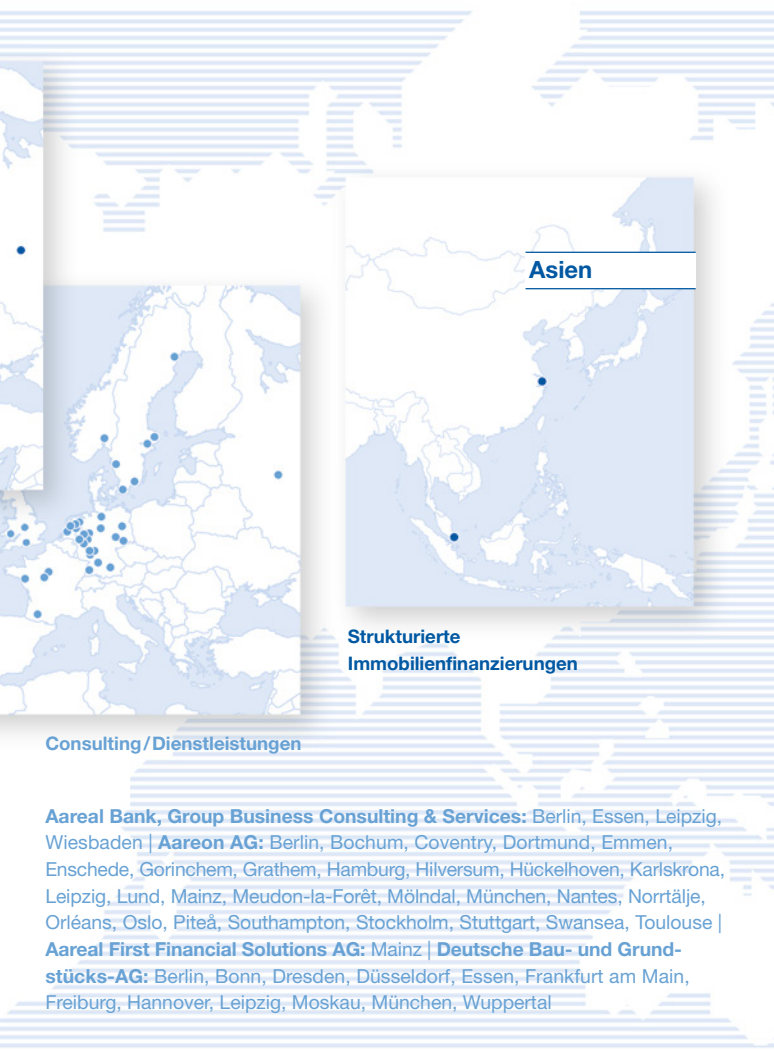 Asien
Strukturierte
Immobilienfinanzierungen
Consulting/Dienstleistungen
Aareal Bank, Group Business Consulting & Services: Berlin, Essen, Leipzig,
Wiesbaden | Aareon AG: Berlin, Bochum, Coventry, Dortmund, Emmen,
Enschede, Gorinchem, Grathem, Hamburg, Hilversum, Hückelhoven, Karlskrona,
Leipzig, Lund, Mainz, Meudon-la-Forêt, Mölndal, München, Nantes, Norrtälje,
Orléans, Oslo, Piteå, Southampton, Stockholm, Stuttgart, Swansea, Toulouse |
Aareal First Financial Solutions AG: Mainz | Deutsche Bau- und Grund-
stücks-AG: Berlin, Bonn, Dresden, Düsseldorf, Essen, Frankfurt am Main,
Freiburg, Hannover, Leipzig, Moskau, München, Wuppertal